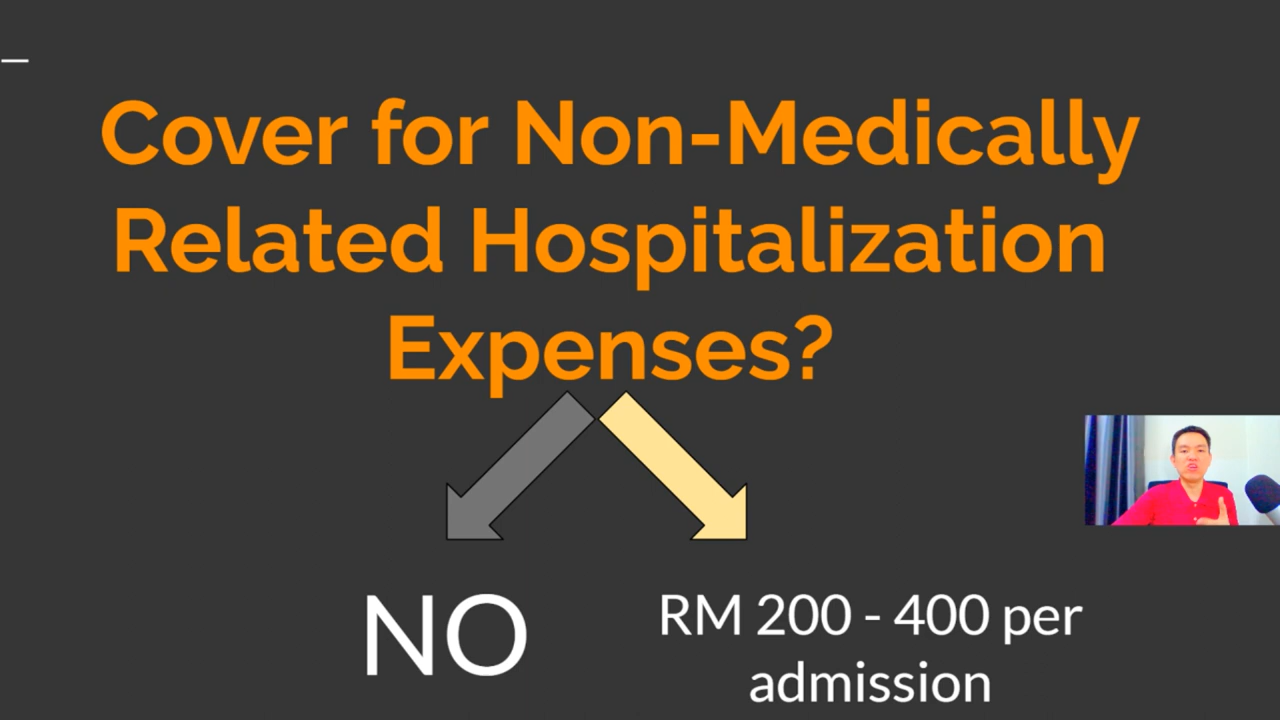 Cover for Non-Medically
Related Hospitalization
Expenses?
NO
RM 200 - 400 per
admission